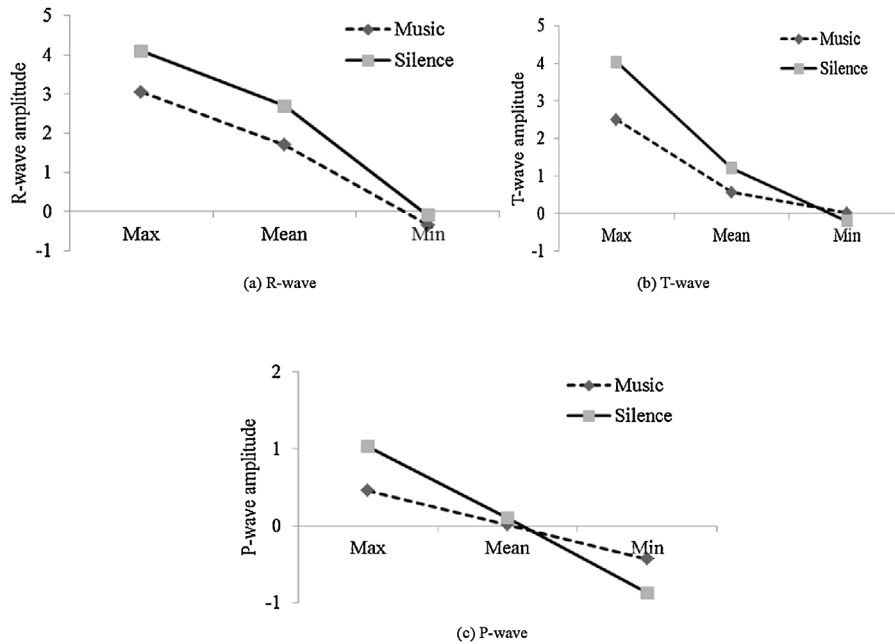 5
4
3
2
1
0
-1
R-wave amplitude
Music
Silence
Max Mean Min
(a) R-wave
5
4
3
2
1
0
-1
T-wave amplitude
Music
Silence
Max Mean Min
(b) T-wave
2
1
0
-1
P-wave amplitude
Music
Silence
Max Mean Min
(c) P-wave